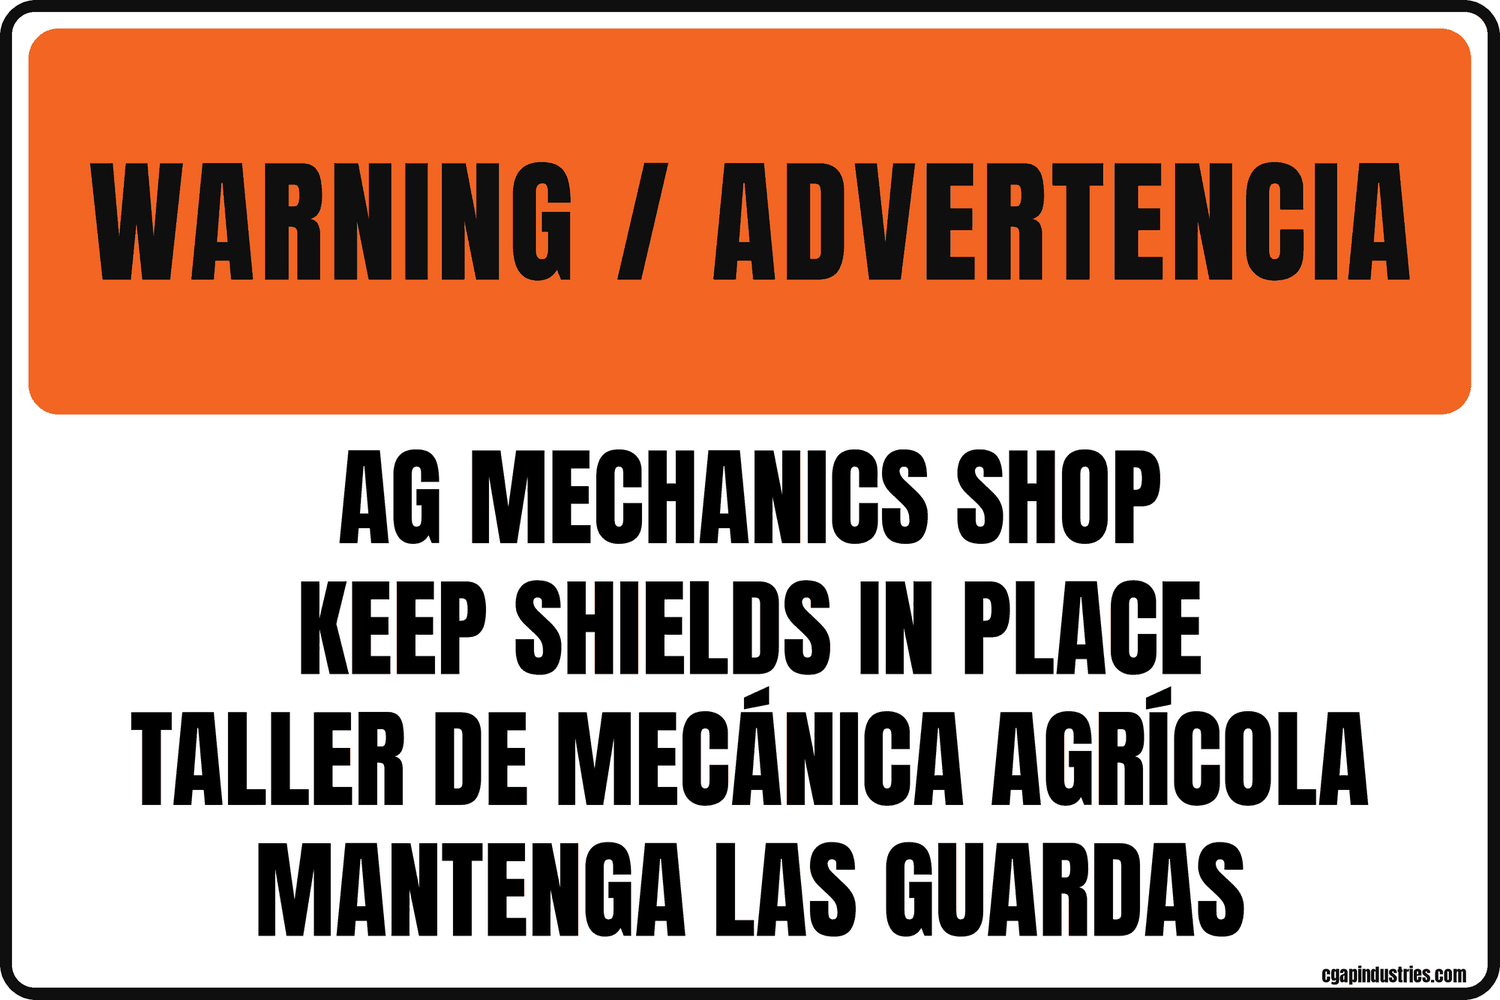 WARNING / ADVERTENCIA
AG MECHANICS SHOP
KEEP SHIELDS IN PLACE
TALLER DE MECÁNICA AGRÍCOLA
MANTENGA LAS GUARDAS
cgapindustries.com